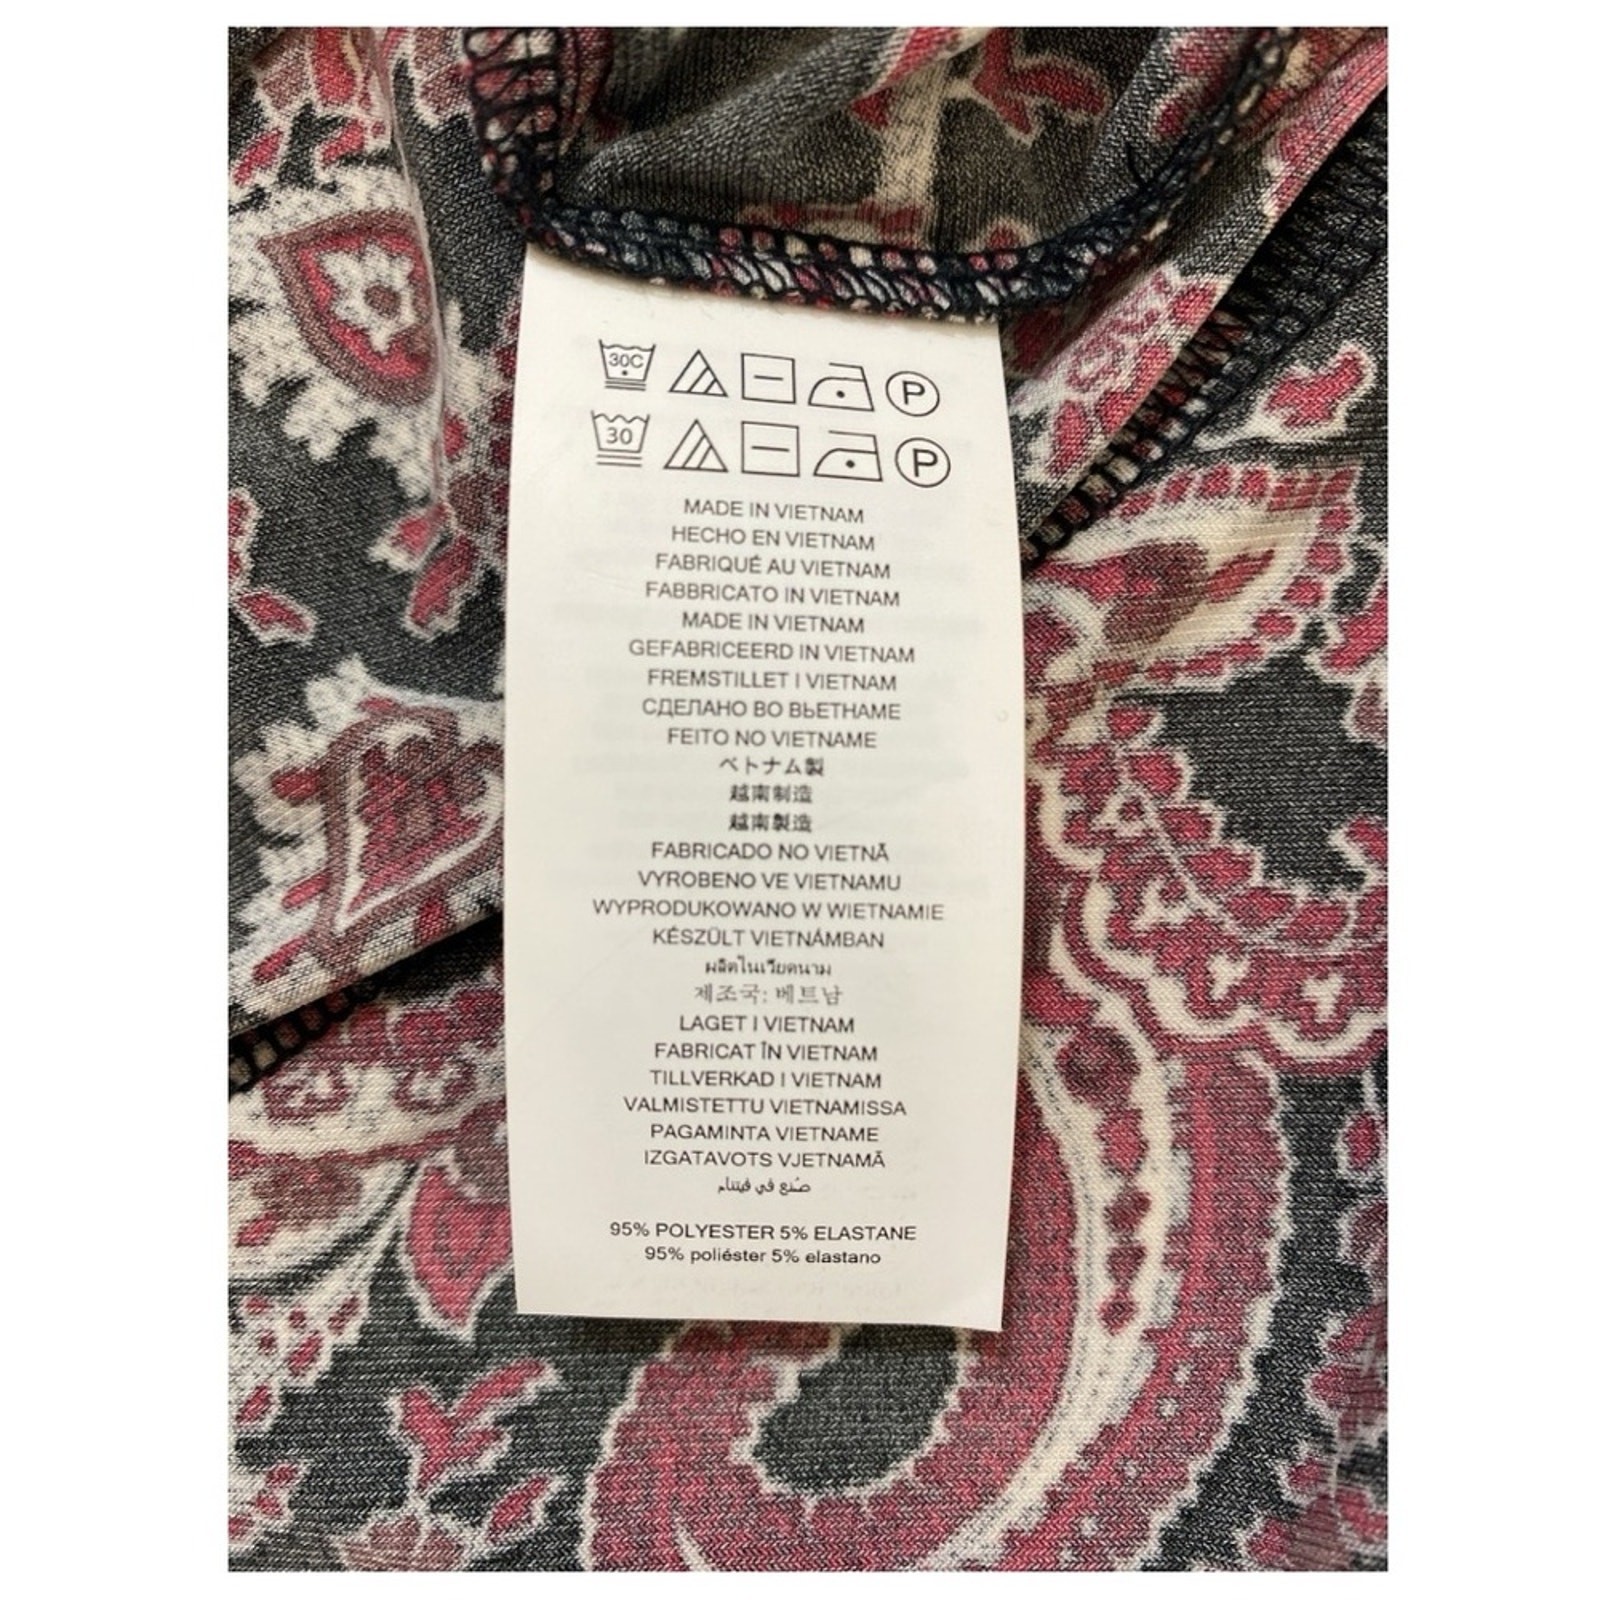 30C P
30 P
MADE IN VIETNAM
HECHO EN VIETNAM
FABRIQUÉ AU VIETNAM
FABBRICATO IN VIETNAM
MADE IN VIETNAM
GEFABRICEERD IN VIETNAM
FREMSTILLET I VIETNAM
СДЕЛАНО ВО ВЬЕТНАМЕ
FEITO NO VIETNAME
ベトナム製
越南制造
越南製造
FABRICADO NO VIETNÃ
VYROBENO VE VIETNAMU
WYPRODUKOWANO W WIETNAMIE
KÉSZÜLT VIETNÁMBAN
ผลิตในเวียดนาม
제조국: 베트남
LAGET I VIETNAM
FABRICAT ÎN VIETNAM
TILLVERKAD I VIETNAM
VALMISTETTU VIETNAMISSA
PAGAMINTA VIETNAME
IZGATAVOTS VJETNAMĀ
صُنع في فيتنام
95% POLYESTER 5% ELASTANE
95% poliéster 5% elastano